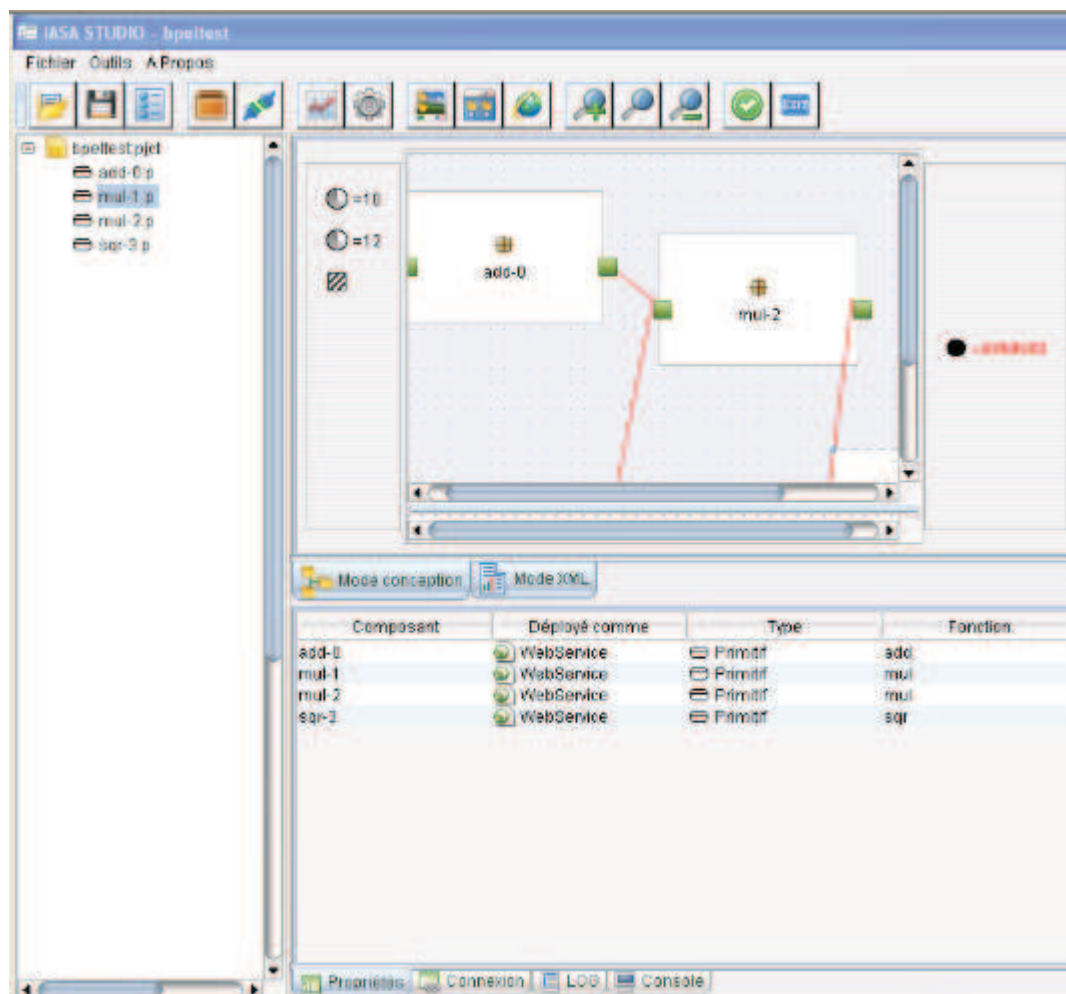 IASA STUDIO - bpeltest
Fichier Outils A Propos
bpeltest.pjet
add-0.p
mul-1.p
mul-2.p
sqr-3.p
=10
=12
add-0
mul-2
Mode conception Mode XML
Composant Déployé comme Type Fonction
add-0 WebService Primitif add
mul-1 WebService Primitif mul
mul-2 WebService Primitif mul
sqr-3 WebService Primitif sqr
Propriétés Connexion LOG Console